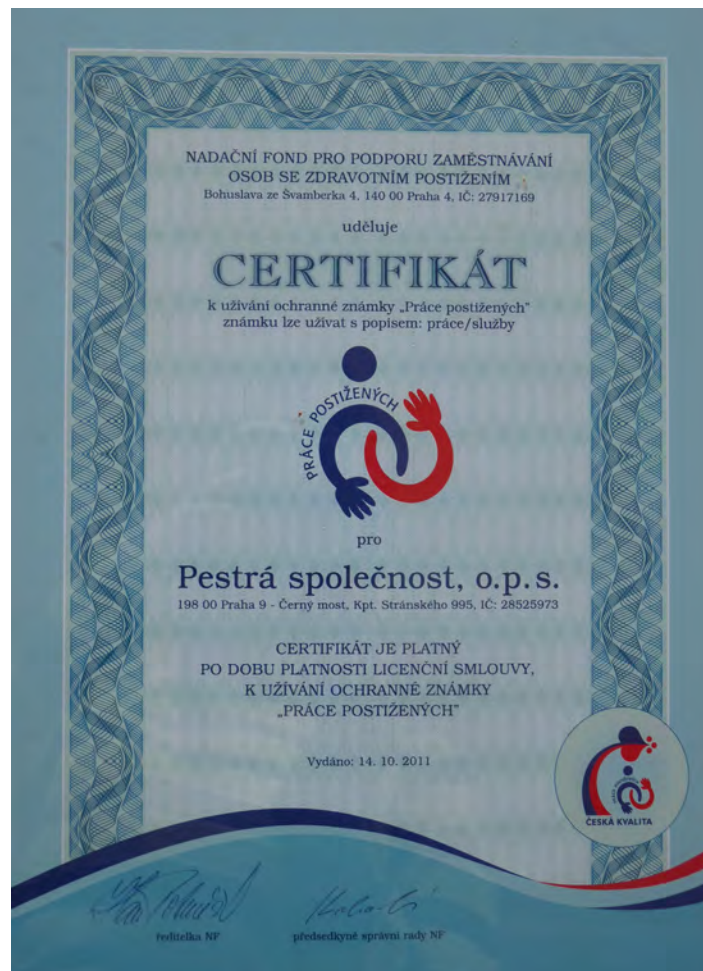 NADAČNÍ FOND PRO PODPORU ZAMĚSTNÁVÁNÍ
OSOB SE ZDRAVOTNÍM POSTIŽENÍM
Bohuslava ze Švamberka 4, 140 00 Praha 4, IČ: 27917169
uděluje
CERTIFIKÁT
k užívání ochranné známky „Práce postižených"
známku lze užívat s popisem: práce/služby
PRÁCE POSTIŽENÝCH
pro
Pestrá společnost, o.p.s.
198 00 Praha 9 - Černý most, Kpt. Stránského 995, IČ: 28525973
CERTIFIKÁT JE PLATNÝ
PO DOBU PLATNOSTI LICENČNÍ SMLOUVY,
K UŽÍVÁNÍ OCHRANNÉ ZNÁMKY
„PRÁCE POSTIŽENÝCH"
Vydáno: 14. 10. 2011
ČESKÁ KVALITA
ředitelka NF
předsedkyně správní rady NF